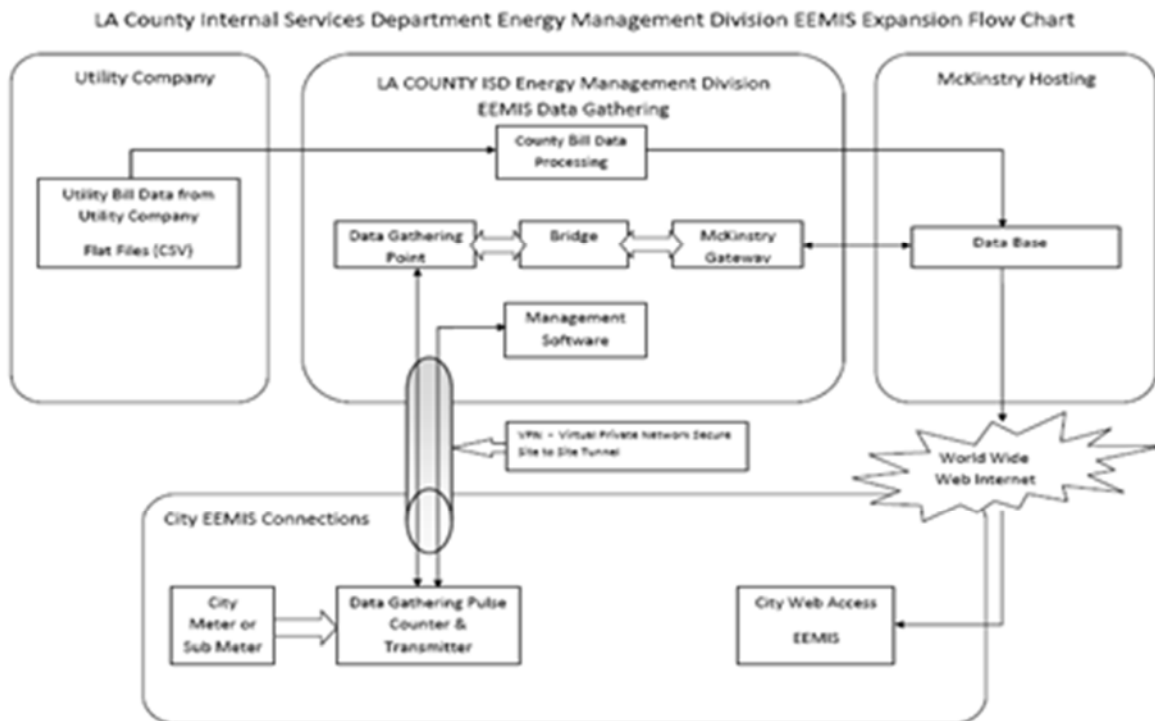 LA County Internal Services Department Energy Management Division EEMIS Expansion Flow Chart
Utility Company
LA COUNTY ISD Energy Management Division
EEMIS Data Gathering
McKinstry Hosting
County Bill Data
Processing
Utility Bill Data from
Utility Company
Flat Files (CSV)
Data Gathering
Point
Bridge
McKinstry
Gateway
Data Base
Management
Software
VPN - Virtual Private Network Secure
Site to Site Tunnel
World Wide
Web Internet
City EEMIS Connections
City
Meter or
Sub Meter
Data Gathering Pulse
Counter &
Transmitter
City Web Access
EEMIS